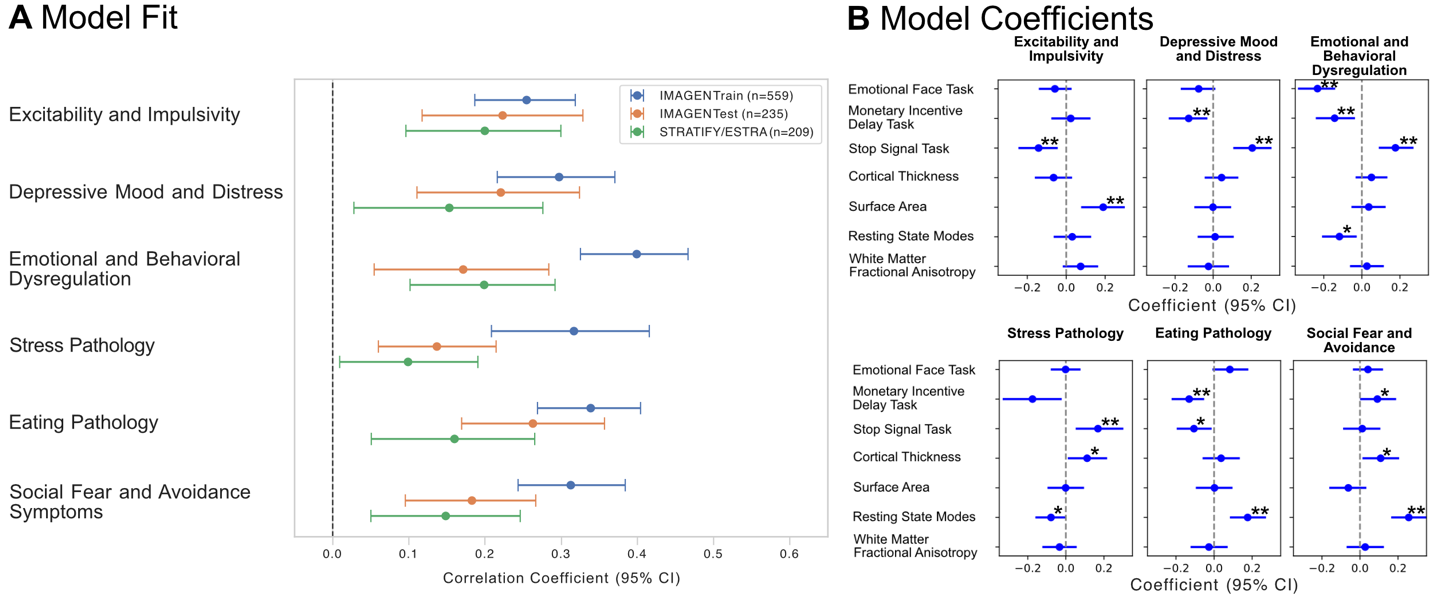 A Model Fit
Excitability and Impulsivity
Depressive Mood and Distress
Emotional and Behavioral
Dysregulation
Stress Pathology
Eating Pathology
Social Fear and Avoidance
Symptoms
IMAGENTrain (n=559)
IMAGENTest (n=235)
STRATIFY/ESTRA(n=209)
0.0 0.1 0.2 0.3 0.4 0.5 0.6
Correlation Coefficient (95% CI)
B Model Coefficients
Excitability and
Impulsivity
Depressive Mood
and Distress
Emotional and
Behavioral
Dysregulation
Emotional Face Task
**
Monetary Incentive
Delay Task
** **
Stop Signal Task
** ** **
Cortical Thickness
Surface Area
**
Resting State Modes
*
White Matter
Fractional Anisotropy
−0.2 0.0 0.2 −0.2 0.0 0.2 −0.2 0.0 0.2
Coefficient (95% CI)
Stress Pathology
Eating Pathology
Social Fear and
Avoidance
Emotional Face Task
Monetary Incentive
Delay Task
** *
Stop Signal Task
** *
Cortical Thickness
* *
Surface Area
Resting State Modes
* ** **
White Matter
Fractional Anisotropy
−0.2 0.0 0.2 −0.2 0.0 0.2 −0.2 0.0 0.2
Coefficient (95% CI)